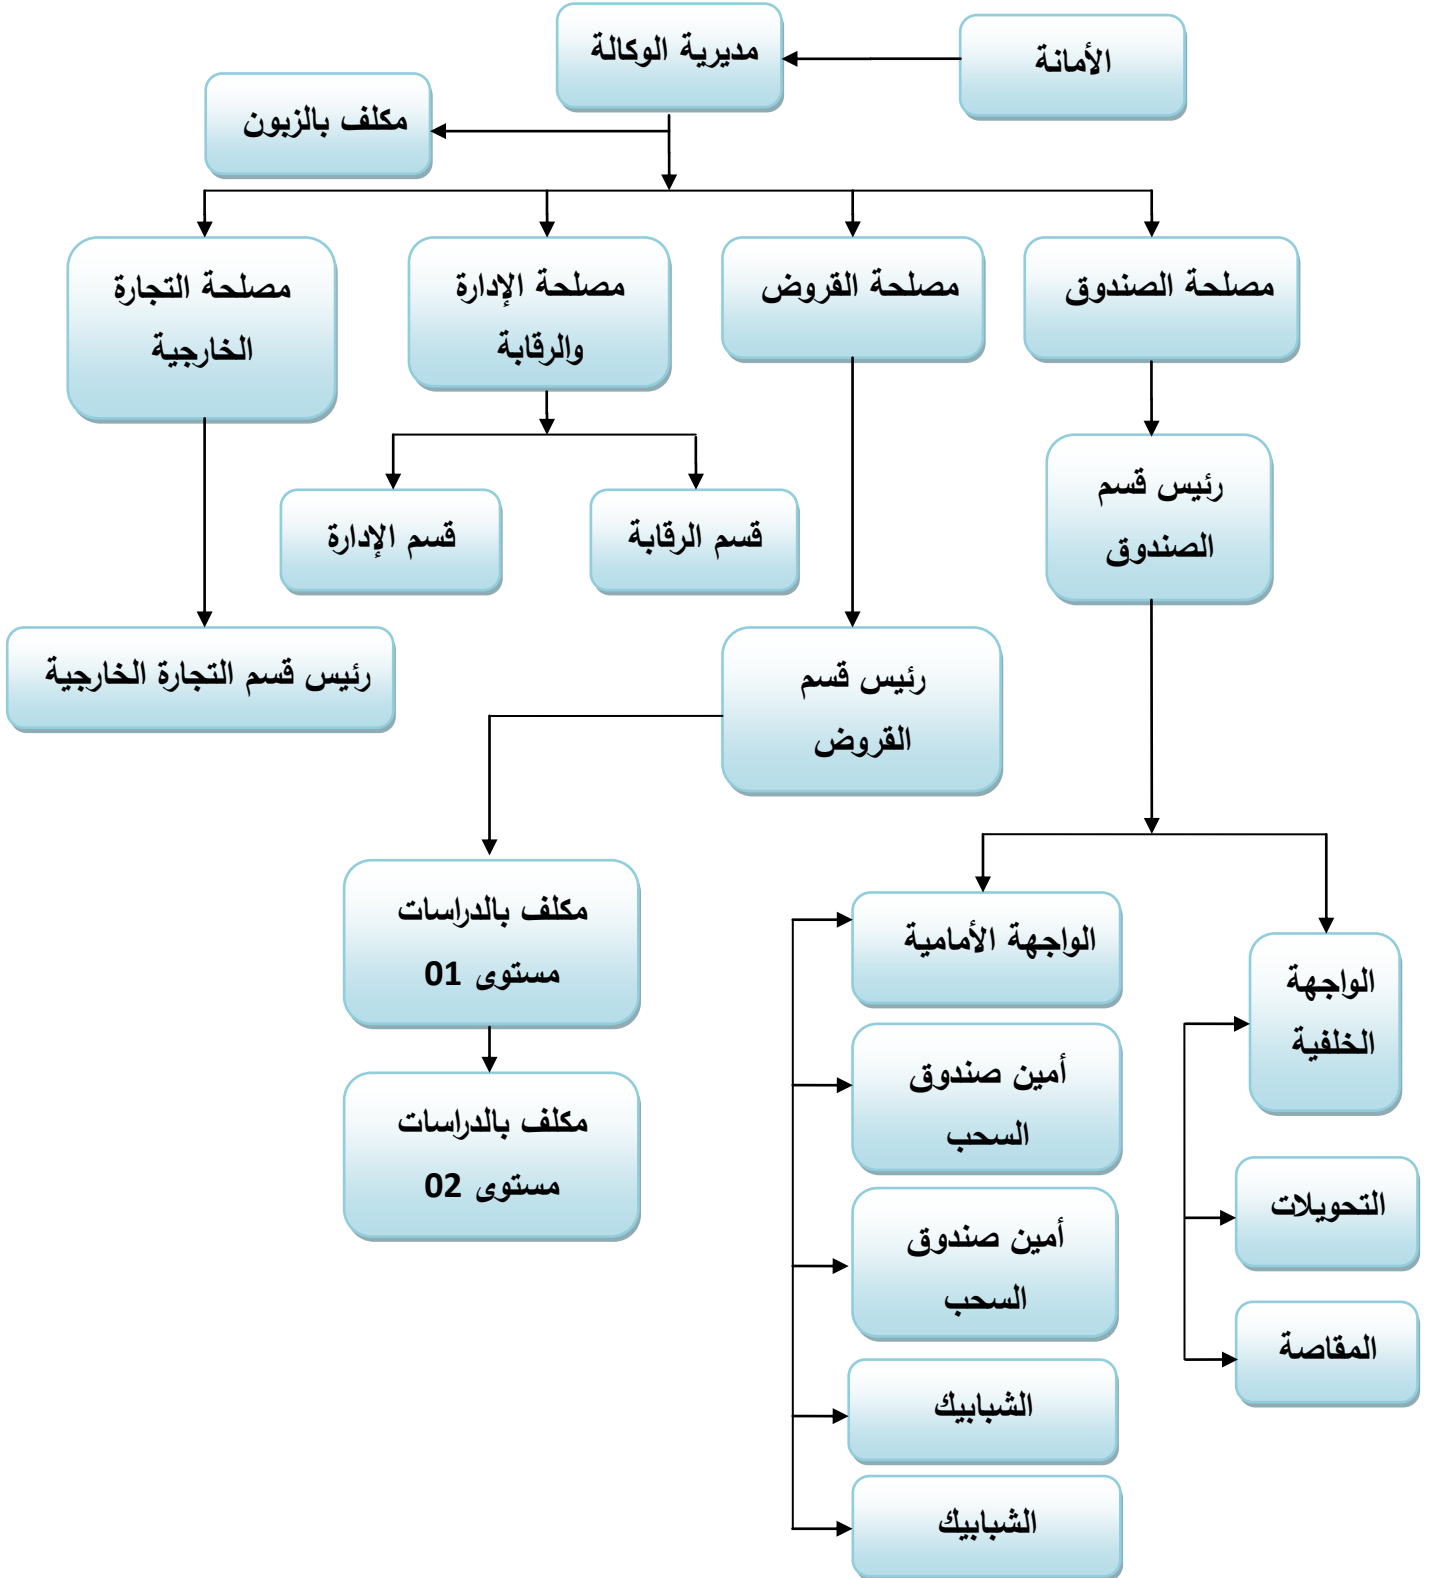 الأمانة
مديرية الوكالة
مكلف بالزبون
مصلحة الصندوق
مصلحة القروض
مصلحة الإدارة
والرقابة
مصلحة التجارة
الخارجية
رئيس قسم
الصندوق
قسم الرقابة
قسم الإدارة
رئيس قسم
القروض
رئيس قسم التجارة الخارجية
الواجهة
الخلفية
الواجهة الأمامية
مكلف بالدراسات
مستوى 01
أمين صندوق
السحب
مكلف بالدراسات
مستوى 02
التحويلات
أمين صندوق
السحب
المقاصة
الشبابيك
الشبابيك